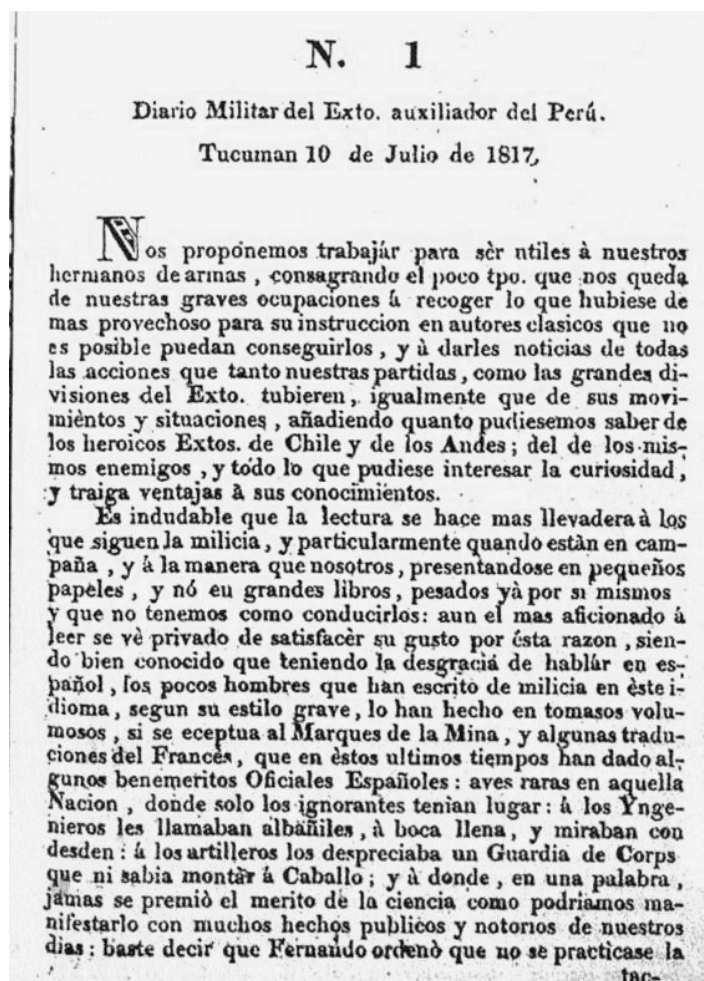 N. 1
Diario Militar del Exto. auxiliador del Perú.
Tucuman 10 de Julio de 1817,
Nos proponemos trabajár para sèr ntiles à nuestros
hermanos de armas , consagrando el poco tpo. que nos queda
de nuestras graves ocupaciones á recoger lo que hubiese de
mas provechoso para su instruccion en autores clasicos que no
es posible puedan conseguirlos , y à darles noticias de todas
las acciones que tanto nuestras partidas , como las grandes di-
visiones del Exto. tubieren , igualmente que de sus movi-
mièntos y situaciones , añadiendo quanto pudiesemos saber de
los heroicos Extos. de Chile y de los Andes ; del de los mis-
mos enemigos , y tódo lo que pudiese interesar la curiosidad ,
y traiga ventajas à sus conocimientos.
Es indudable que la lectura se hace mas llevadera à los
que siguen la milicia , y particularmente quando estàn en cam-
paña , y á la manera que nosotros , presentandose en pequeños
papeles , y nó eu grandes libros , pesados yà por si mismos
y que no tenemos como conducirlos : aun el mas aficionado á
leer se vè privado de satisfacèr su gusto por ésta razon , sien-
do bien conocido que teniendo la desgraciá de hablár en es-
pañol , los pocos hombres que han escrito de milicia en èste i-
dioma , segun su estilo grave , lo han hecho en tomasos volu-
mosos , si se eceptua al Marques de la Mina , y algunas tradu-
ciones del Francés , que en èstos ultimos tiempos han dado al-
gunos benemeritos Oficiales Españoles : aves raras en aquella
Nacion , donde solo los ignorantes tenian lugar : á los Ynge-
nieros les llamaban albañiles , à boca llena , y miraban con
desden : á los artilleros los despreciaba un Guardia de Corps
que ni sabia montàr á Caballo ; y à donde , en una palabra ,
jamas se premiò el merito de la ciencia como podriamos ma-
nifestarlo con muchos hechos publicos y notorios de nuestros
dias : baste decir que Fernando ordenò que no se practicase la
tac-